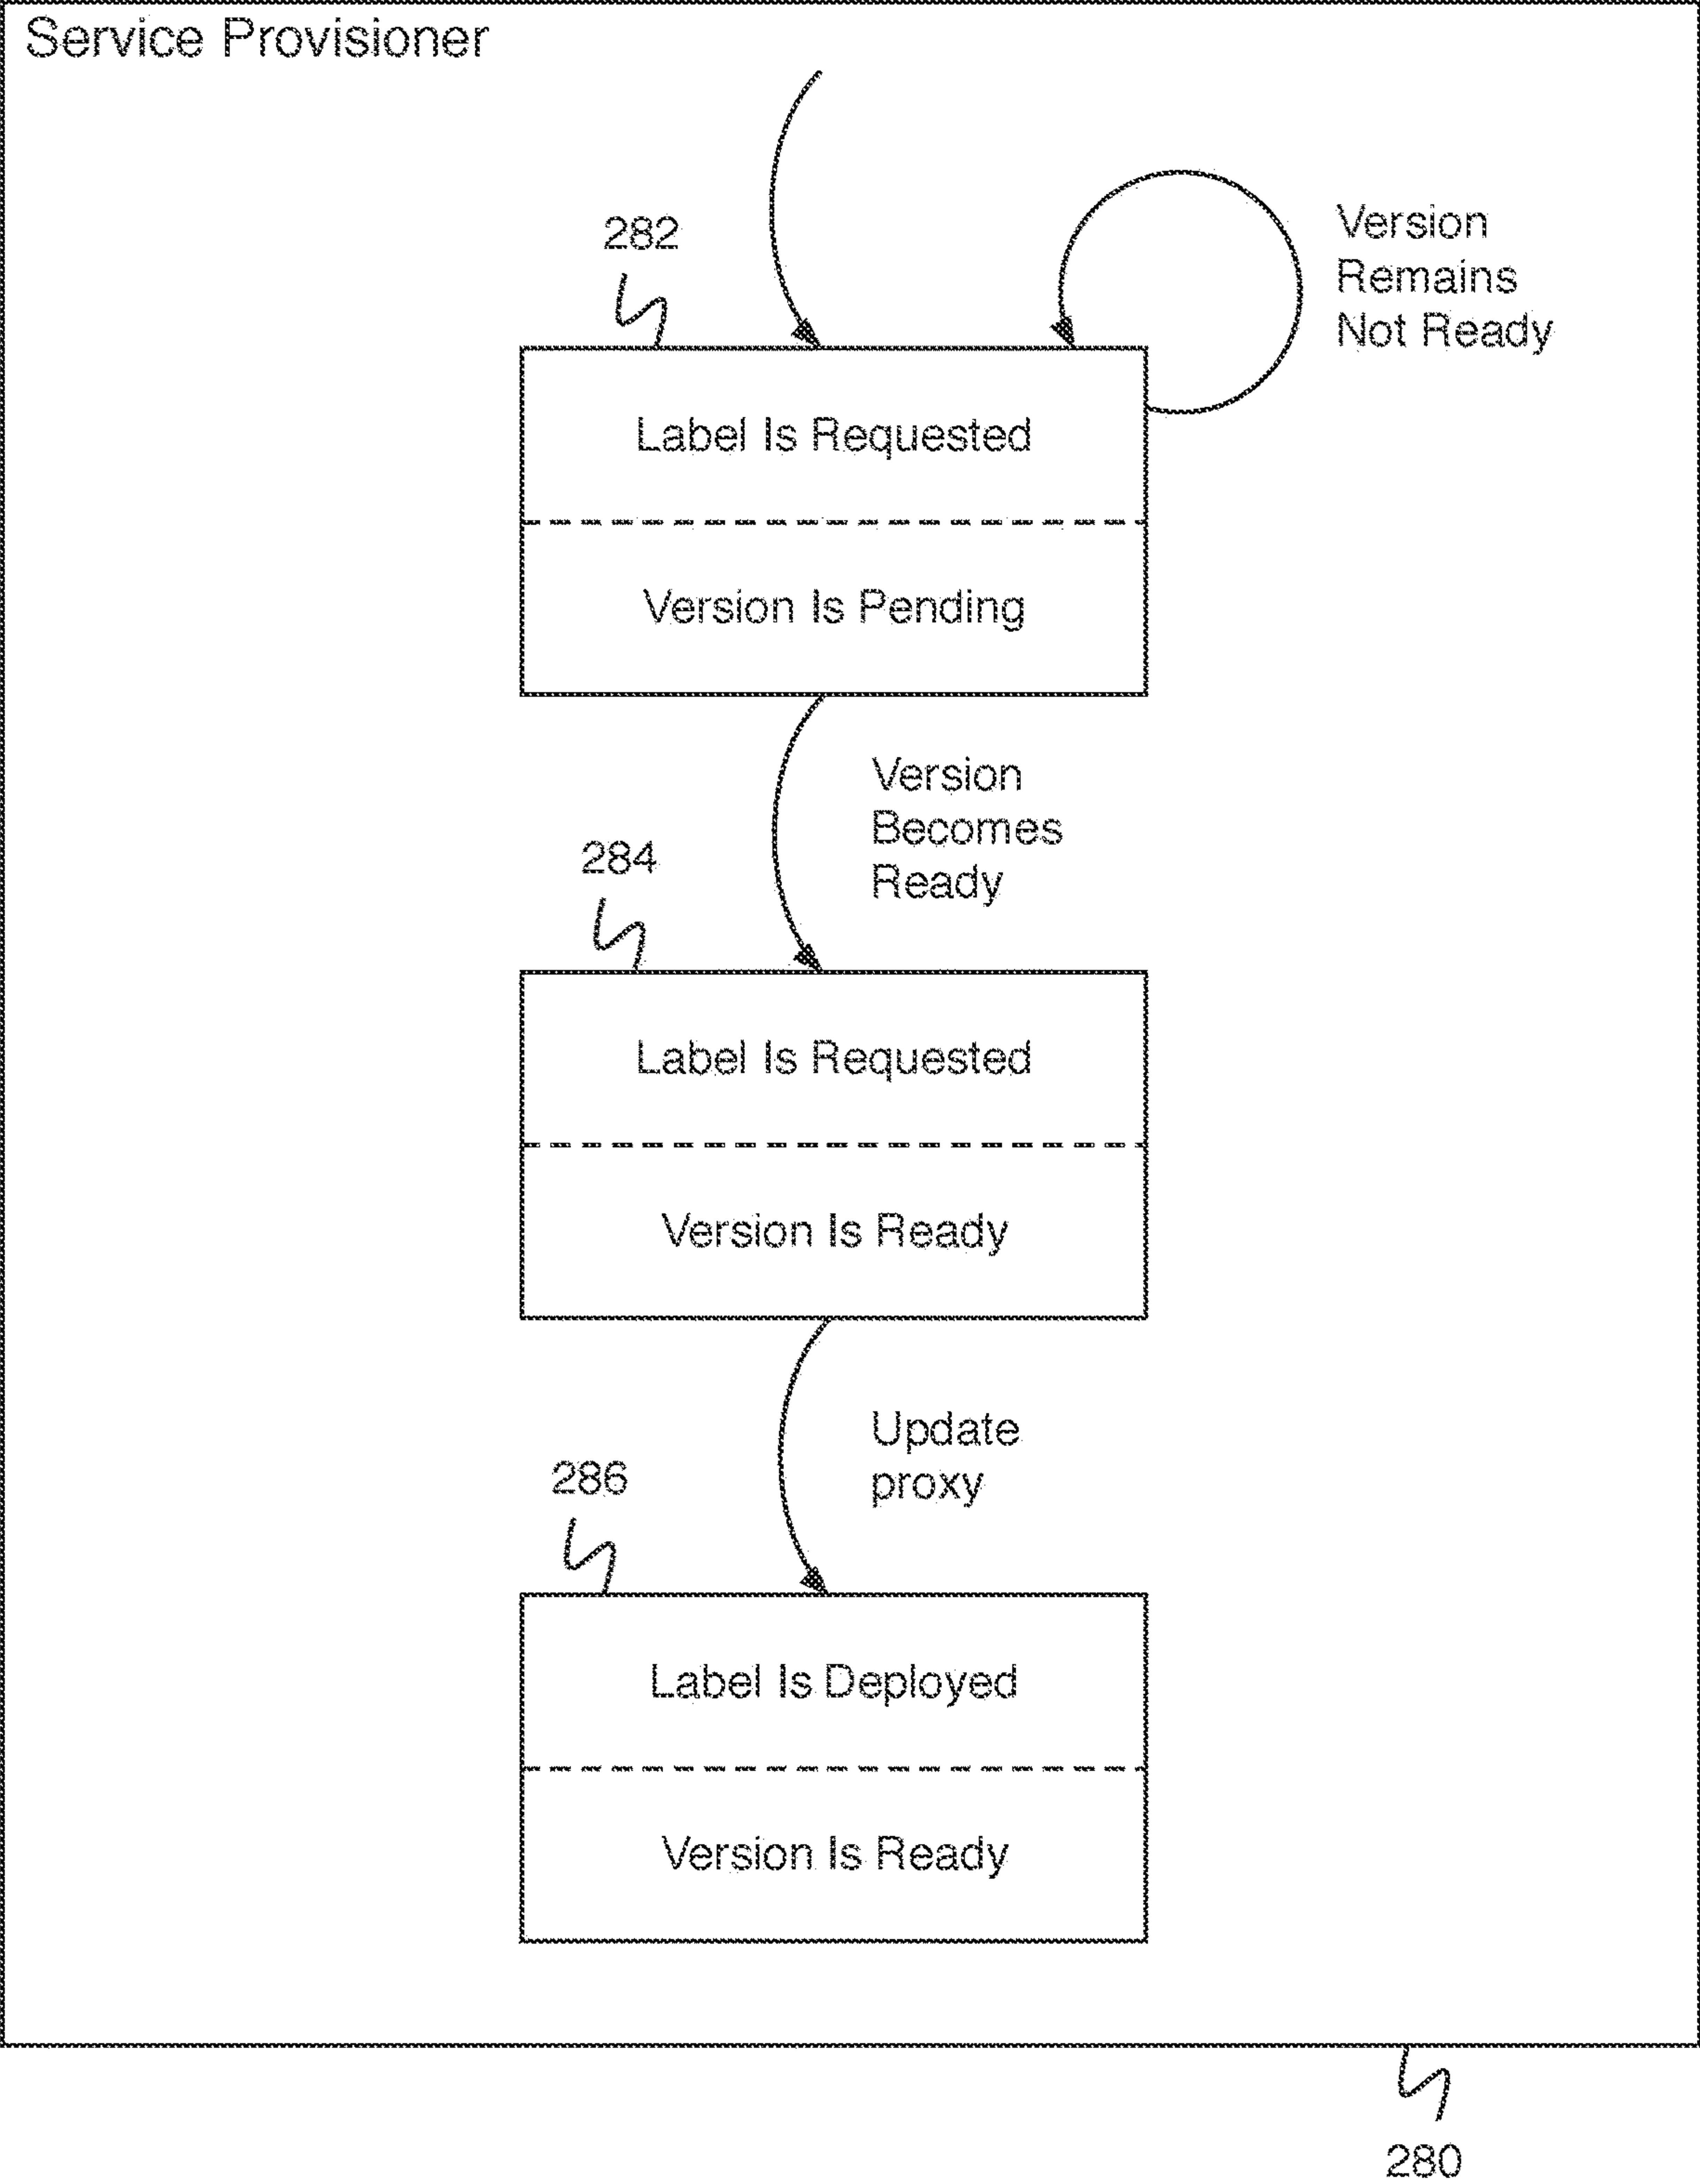 Service Provisioner
282
Version
Remains
Not Ready
Label Is Requested
Version Is Pending
Version
Becomes
Ready
284
Label Is Requested
Version Is Ready
Update
proxy
286
Label Is Deployed
Version Is Ready
280